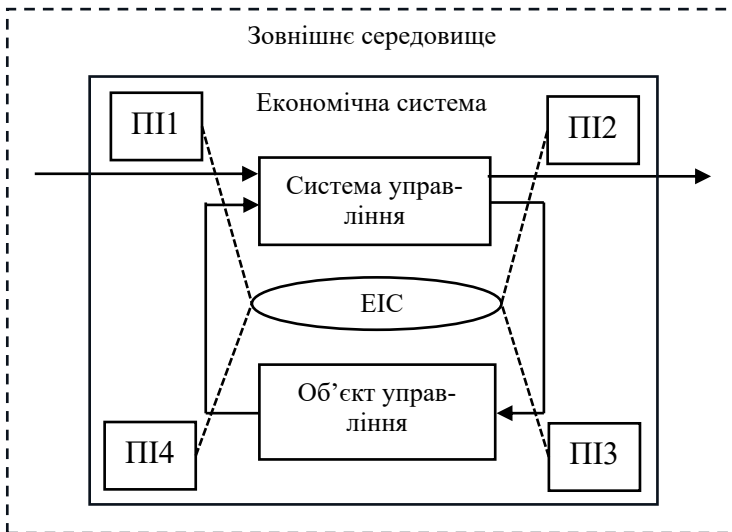 Зовнішнє середовище
Економічна система
ПІ1
ПІ2
Система управ-
ління
ЕІС
Об’єкт управ-
ління
ПІ4
ПІ3